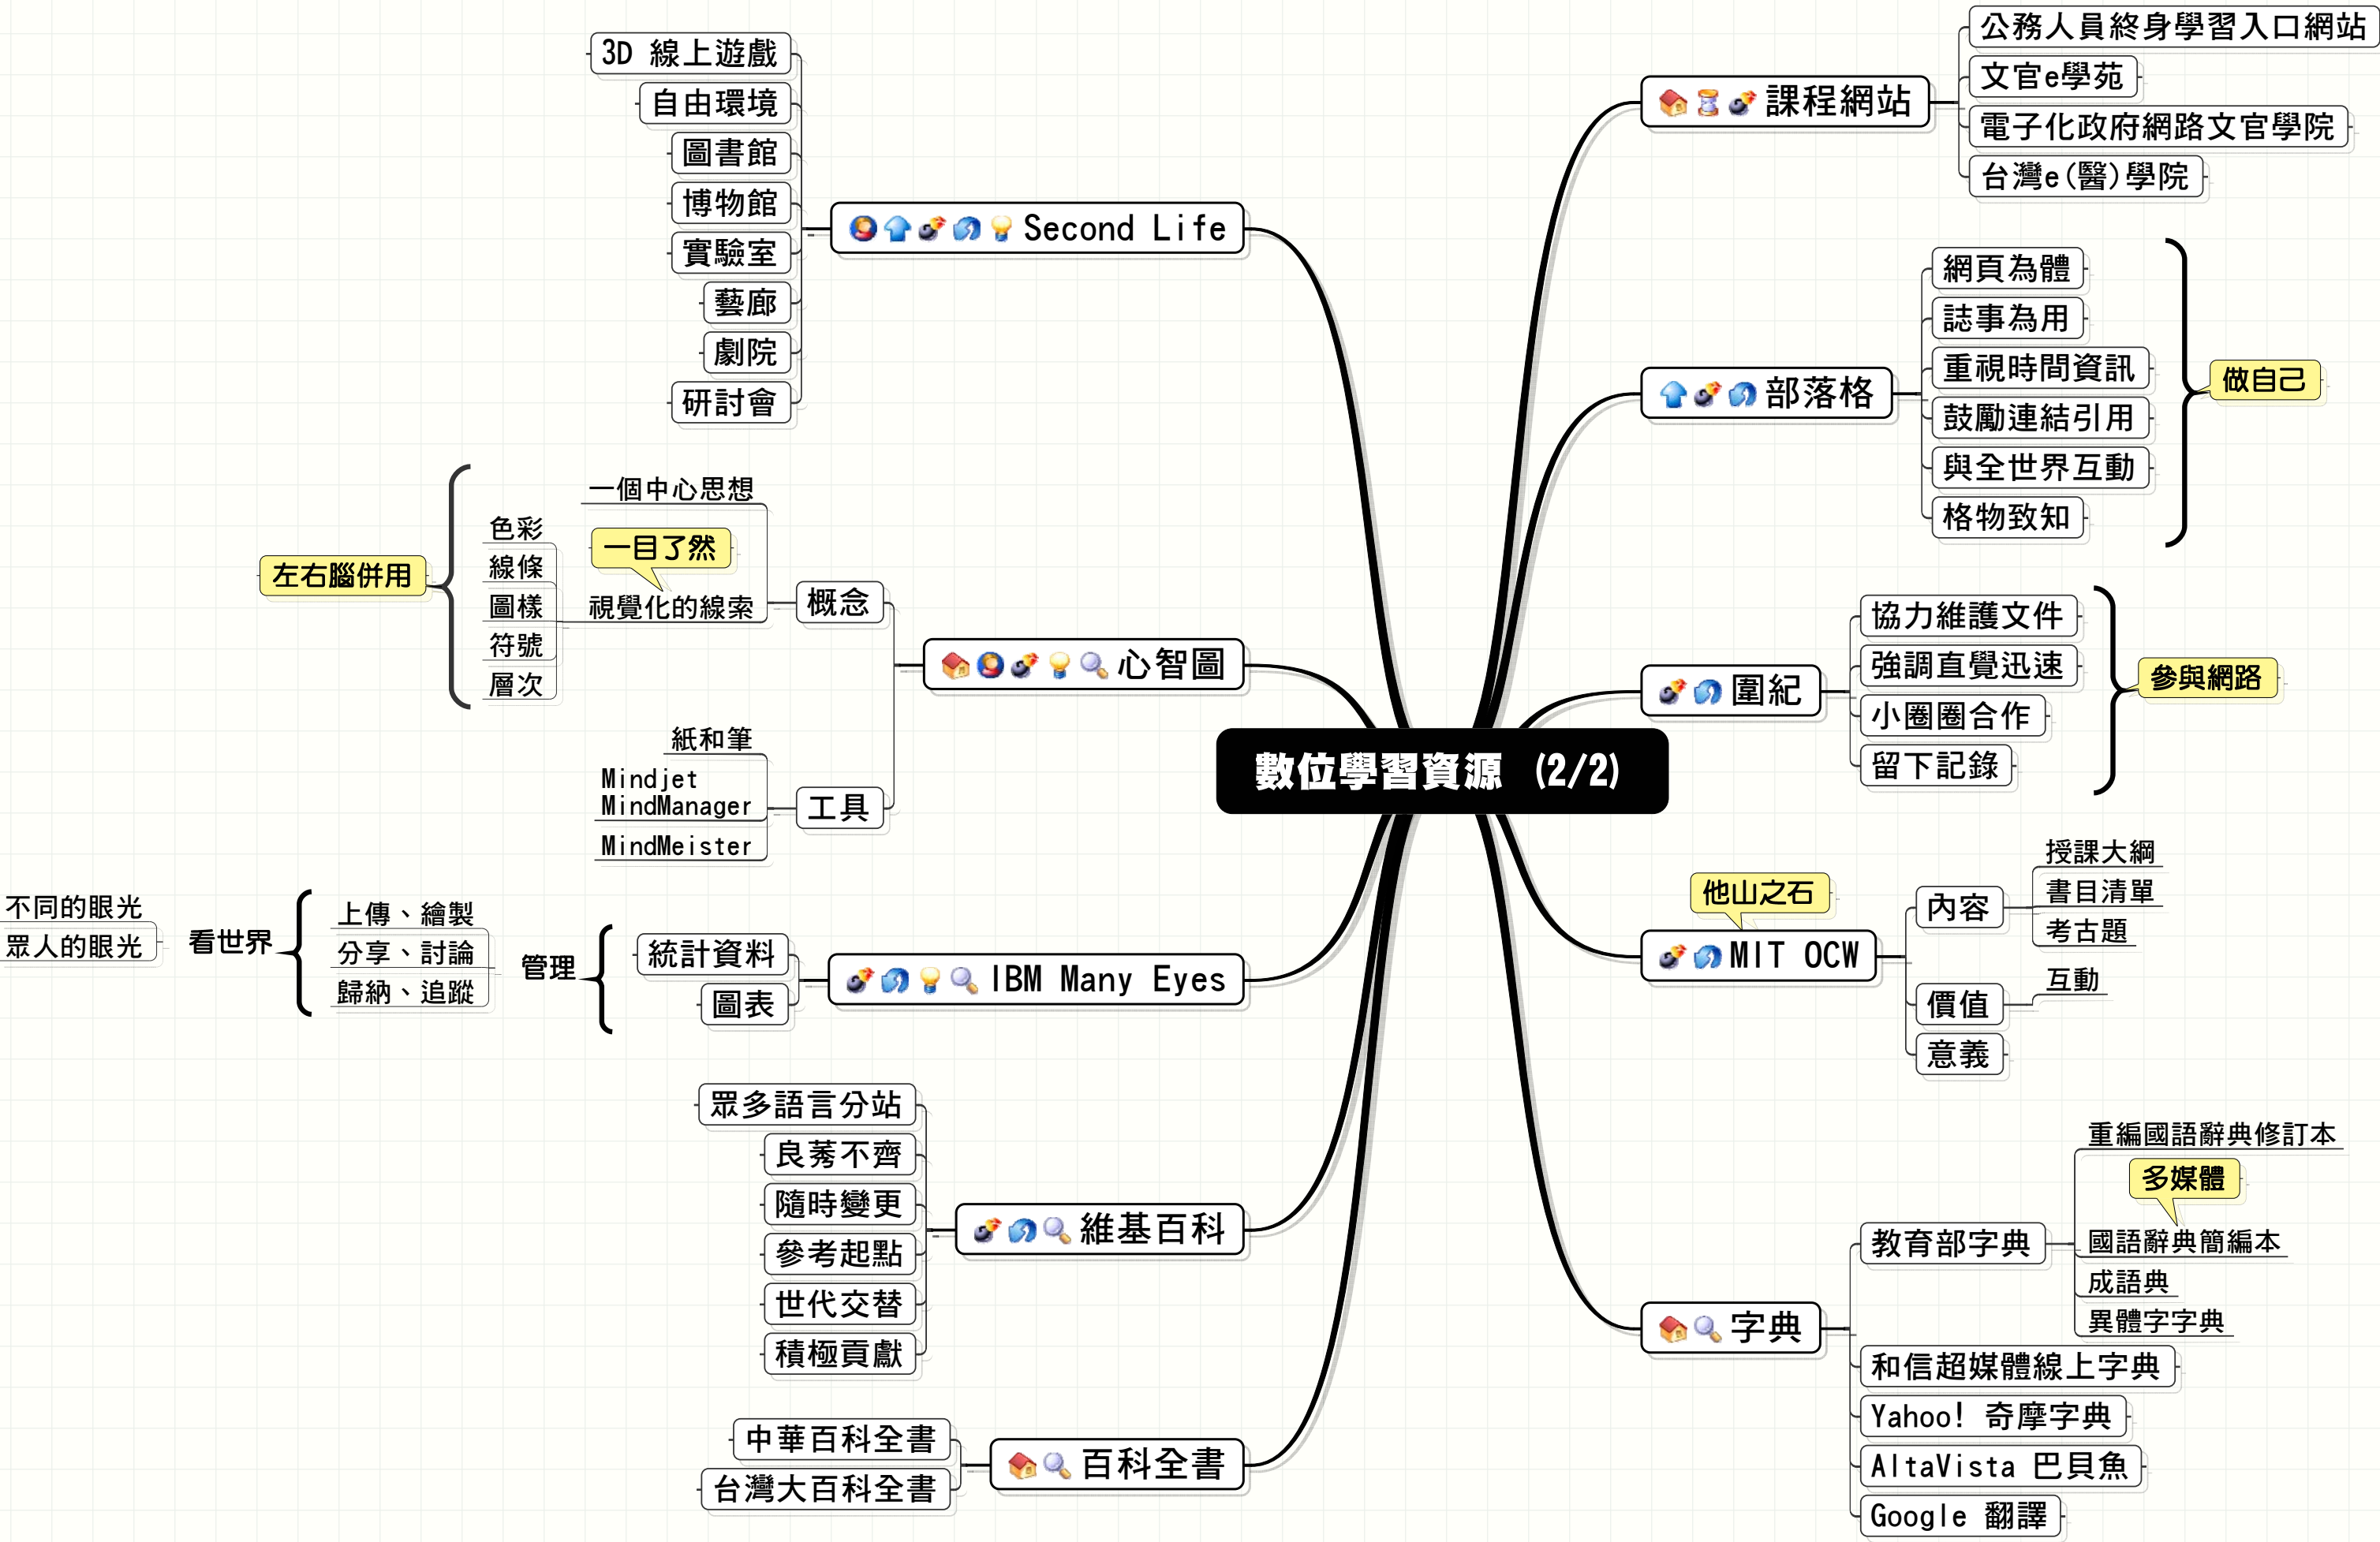 數位學習資源 (2/2)
課程網站
公務人員終身學習入口網站
文官e學苑
電子化政府網路文官學院
台灣e(醫)學院
部落格
網頁為體
誌事為用
重視時間資訊
鼓勵連結引用
與全世界互動
格物致知
做自己
圍紀
協力維護文件
強調直覺迅速
小圈圈合作
留下記錄
參與網路
他山之石
MIT OCW
內容
授課大綱
書目清單
考古題
價值
互動
意義
字典
教育部字典
重編國語辭典修訂本
多媒體
國語辭典簡編本
成語典
異體字字典
和信超媒體線上字典
Yahoo! 奇摩字典
AltaVista 巴貝魚
Google 翻譯
Second Life
3D 線上遊戲
自由環境
圖書館
博物館
實驗室
藝廊
劇院
研討會
心智圖
概念
一個中心思想
一目了然
視覺化的線索
色彩
線條
圖樣
符號
層次
左右腦併用
工具
紙和筆
Mindjet
MindManager
MindMeister
IBM Many Eyes
統計資料
圖表
管理
上傳、繪製
分享、討論
歸納、追蹤
看世界
不同的眼光
眾人的眼光
維基百科
眾多語言分站
良莠不齊
隨時變更
參考起點
世代交替
積極貢獻
百科全書
中華百科全書
台灣大百科全書